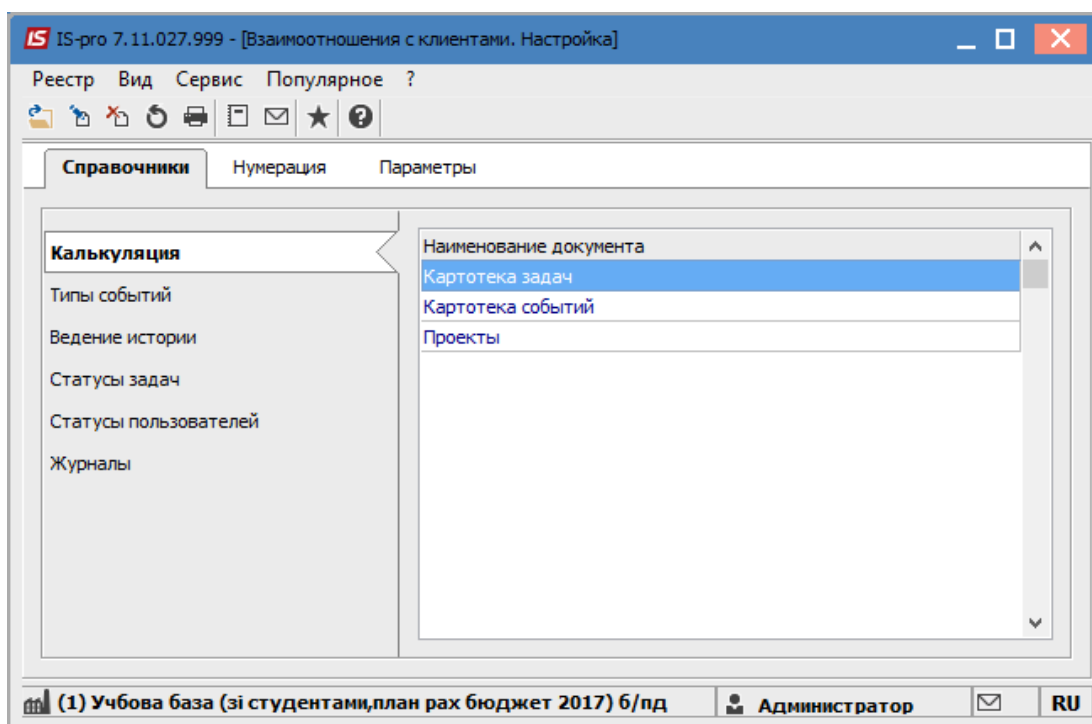 IS IS-pro 7.11.027.999 - [Взаимоотношения с клиентами. Настройка]
Реестр Вид Сервис Популярное ?
Справочники Нумерация Параметры
Калькуляция
Типы событий
Ведение истории
Статусы задач
Статусы пользователей
Журналы
Наименование документа
Картотека задач
Картотека событий
Проекты
(1) Учбова база (зі студентами,план рах бюджет 2017) б/пд Администратор RU